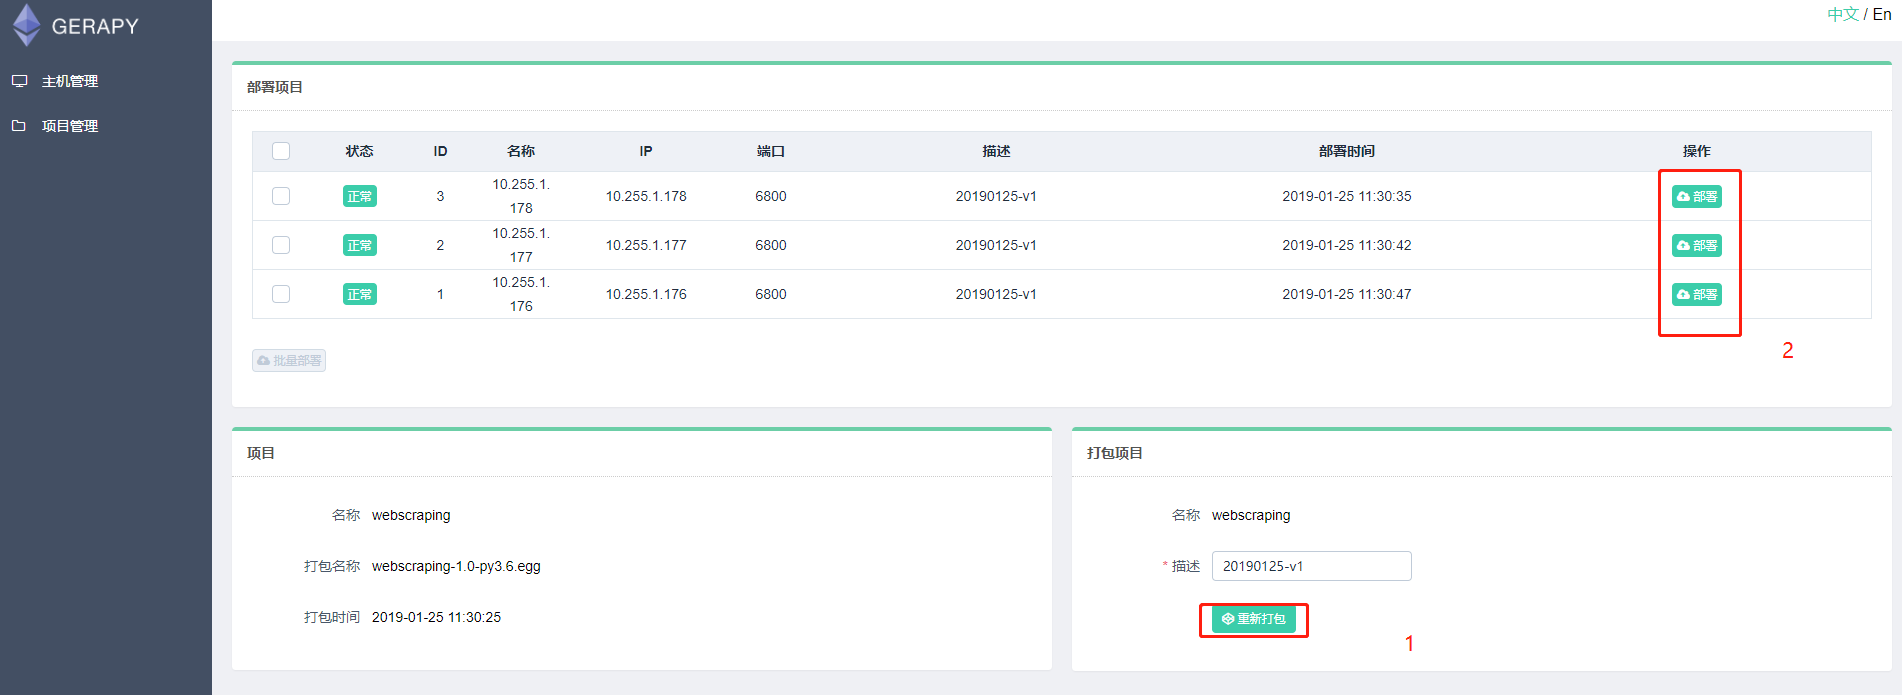 GERAPY
中文 / En
主机管理
项目管理
部署项目
状态 ID 名称 IP 端口 描述 部署时间 操作
正常 3 10.255.1.178 10.255.1.178 6800 20190125-v1 2019-01-25 11:30:35 部署
正常 2 10.255.1.177 10.255.1.177 6800 20190125-v1 2019-01-25 11:30:42 部署
正常 1 10.255.1.176 10.255.1.176 6800 20190125-v1 2019-01-25 11:30:47 部署
2
批量部署
项目
名称 webscraping
打包名称 webscraping-1.0-py3.6.egg
打包时间 2019-01-25 11:30:25
打包项目
名称 webscraping
* 描述 20190125-v1
重新打包
1